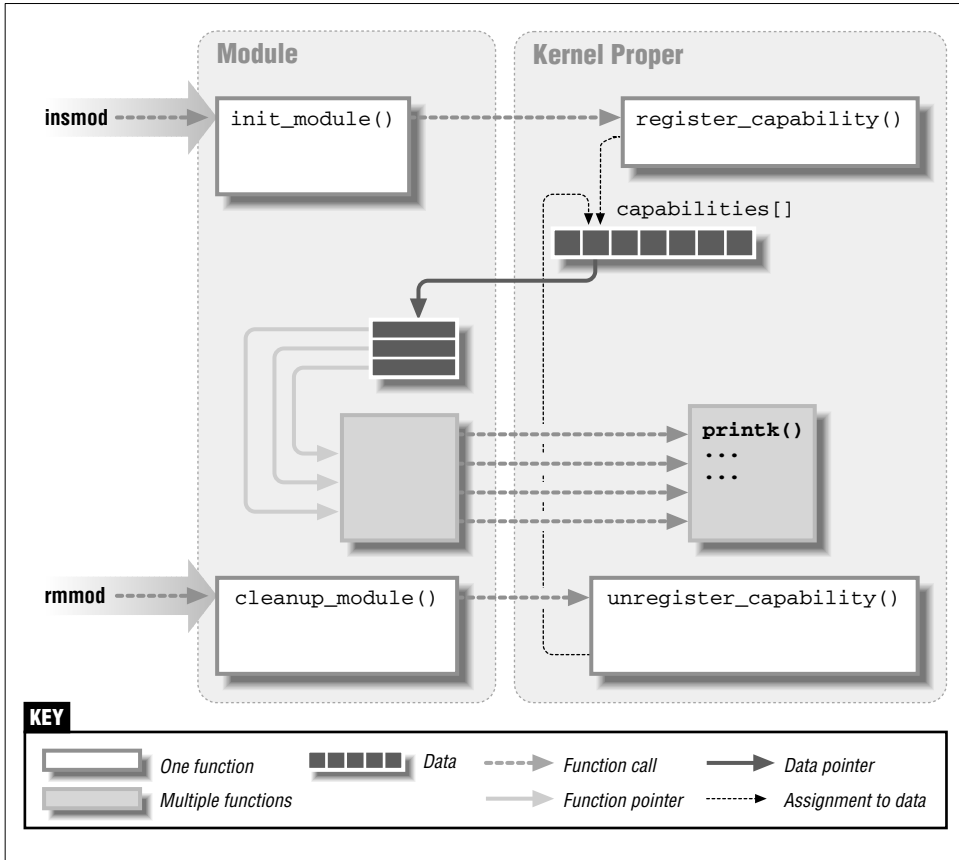 Module
Kernel Proper
insmod
init_module()
register_capability()
capabilities[]
printk()
...
...
rmmod
cleanup_module()
unregister_capability()
KEY
One function
Data
Function call
Data pointer
Multiple functions
Function pointer
Assignment to data